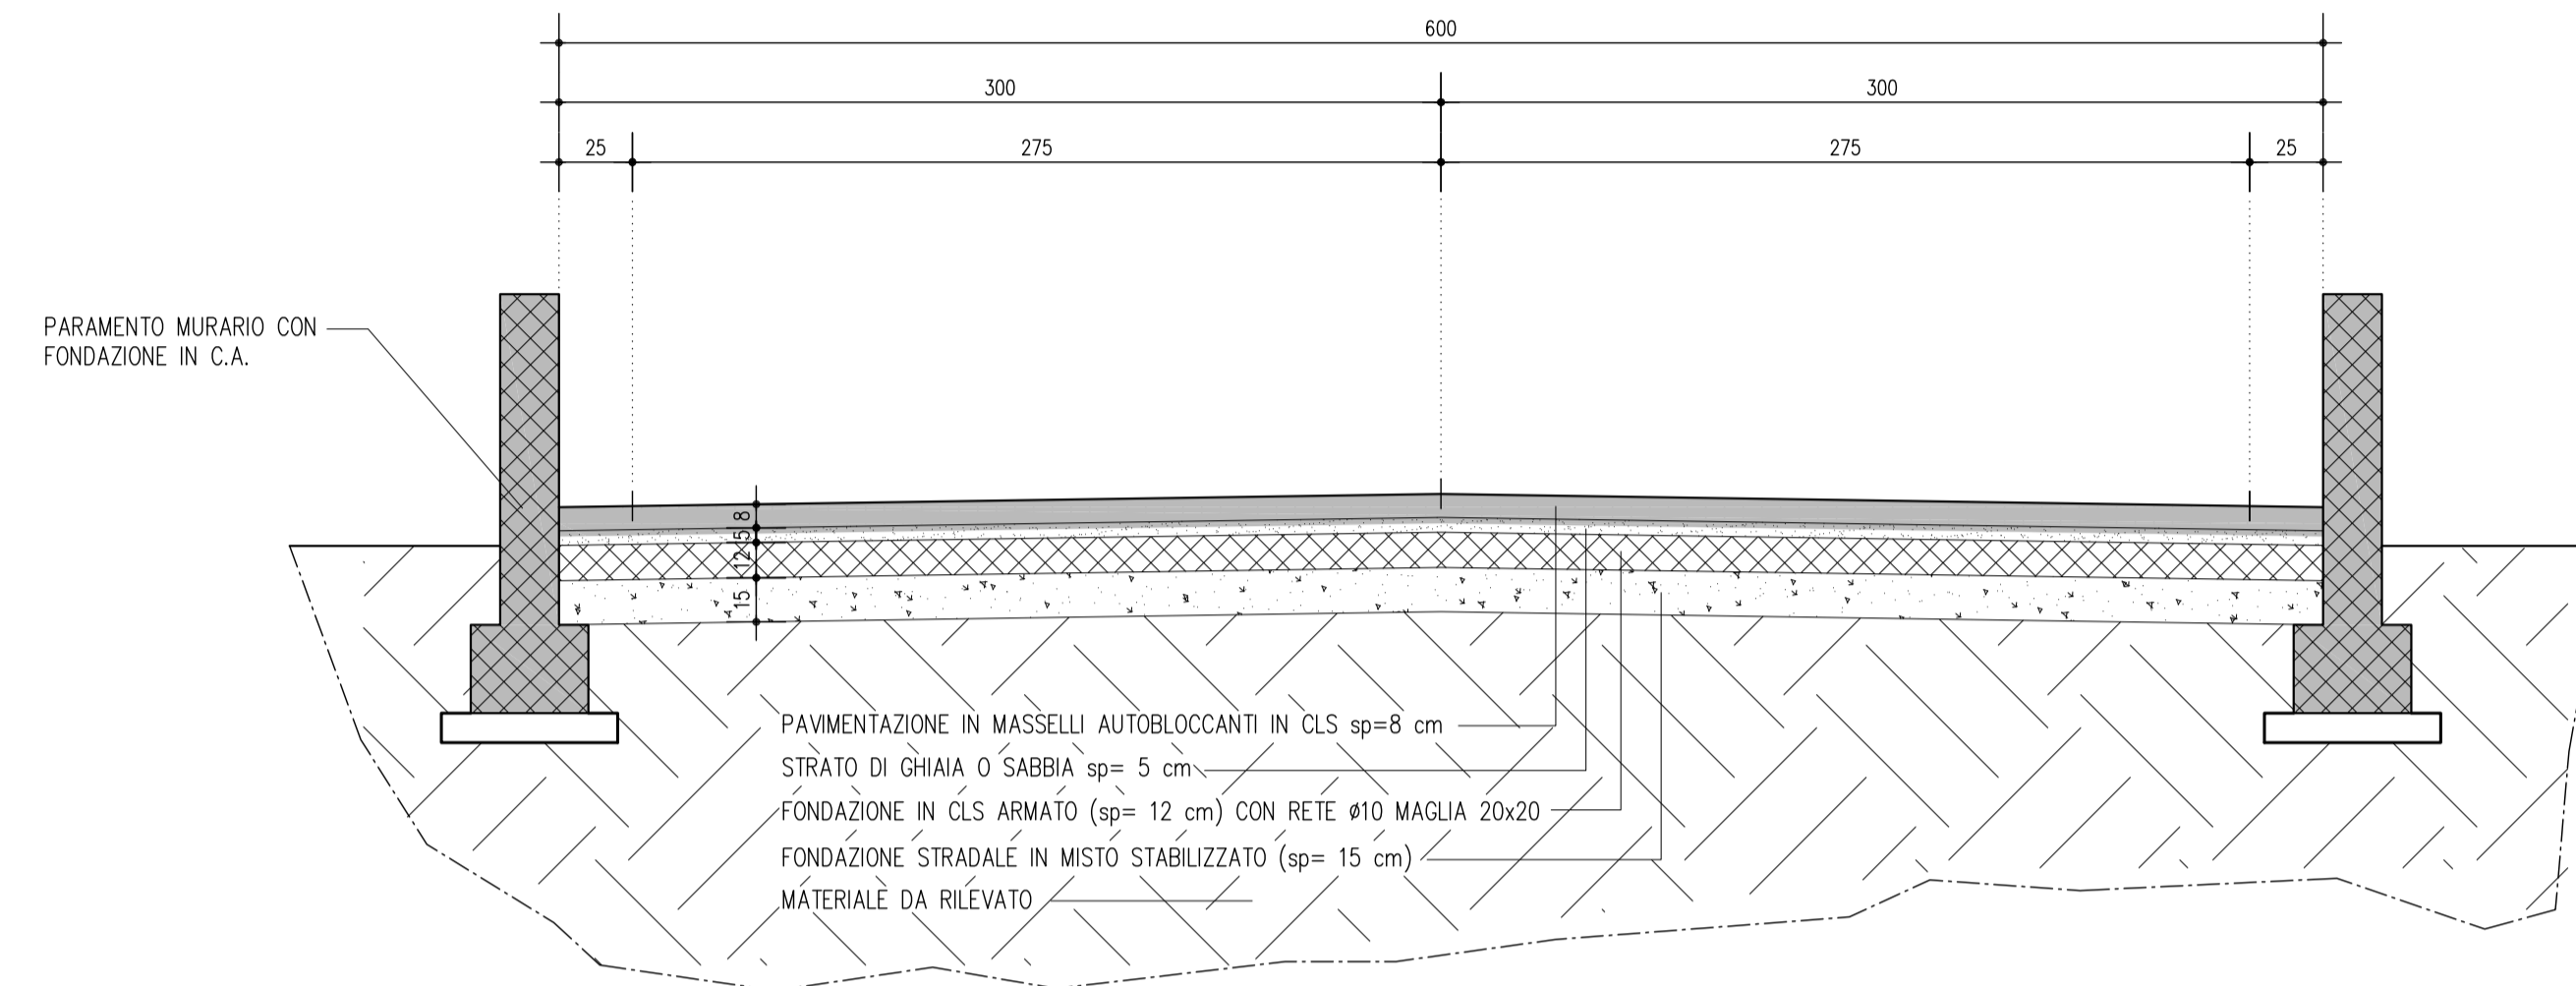 600
300
300
25
275
275
25
PARAMENTO MURARIO CON
FONDAZIONE IN C.A.
8
5
12
15
PAVIMENTAZIONE IN MASSELLI AUTOBLOCCANTI IN CLS sp=8 cm
STRATO DI GHIAIA O SABBIA sp= 5 cm
FONDAZIONE IN CLS ARMATO (sp= 12 cm) CON RETE ø10 MAGLIA 20x20
FONDAZIONE STRADALE IN MISTO STABILIZZATO (sp= 15 cm)
MATERIALE DA RILEVATO